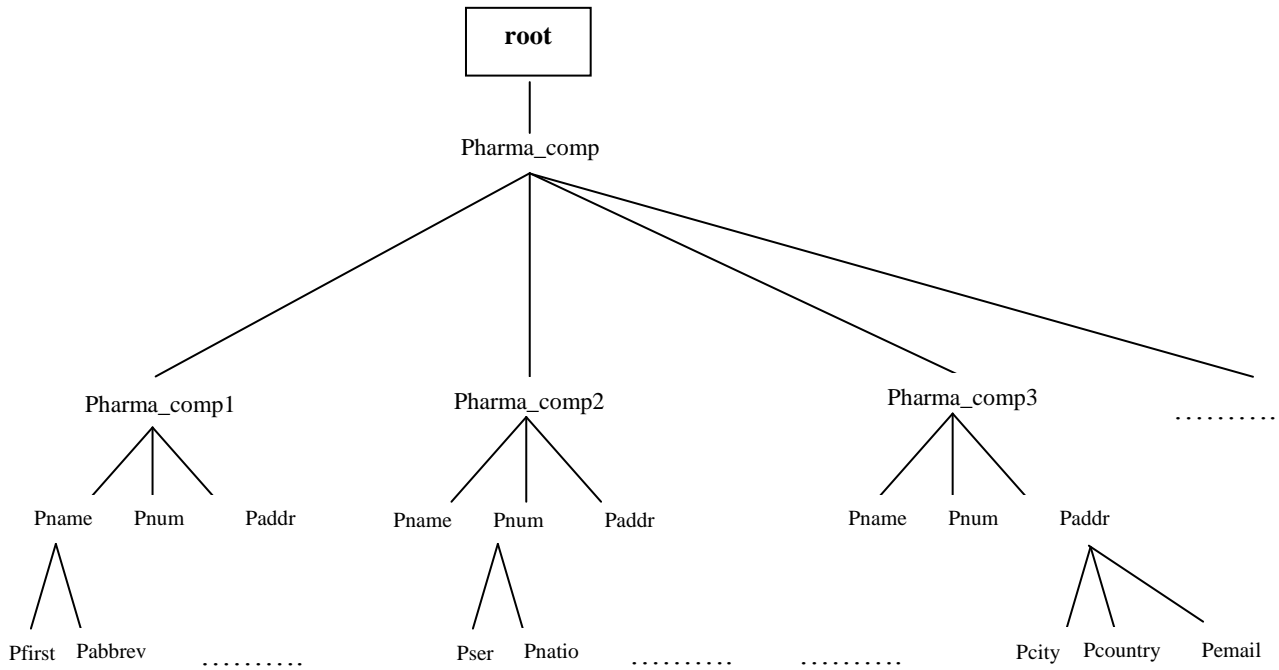 root
Pharma_comp
Pharma_comp1 Pharma_comp2 Pharma_comp3 ..........
Pname Pnum Paddr Pname Pnum Paddr Pname Pnum Paddr
Pfirst Pabbrev .......... Pser Pnatio .......... .......... Pcity Pcountry Pemail